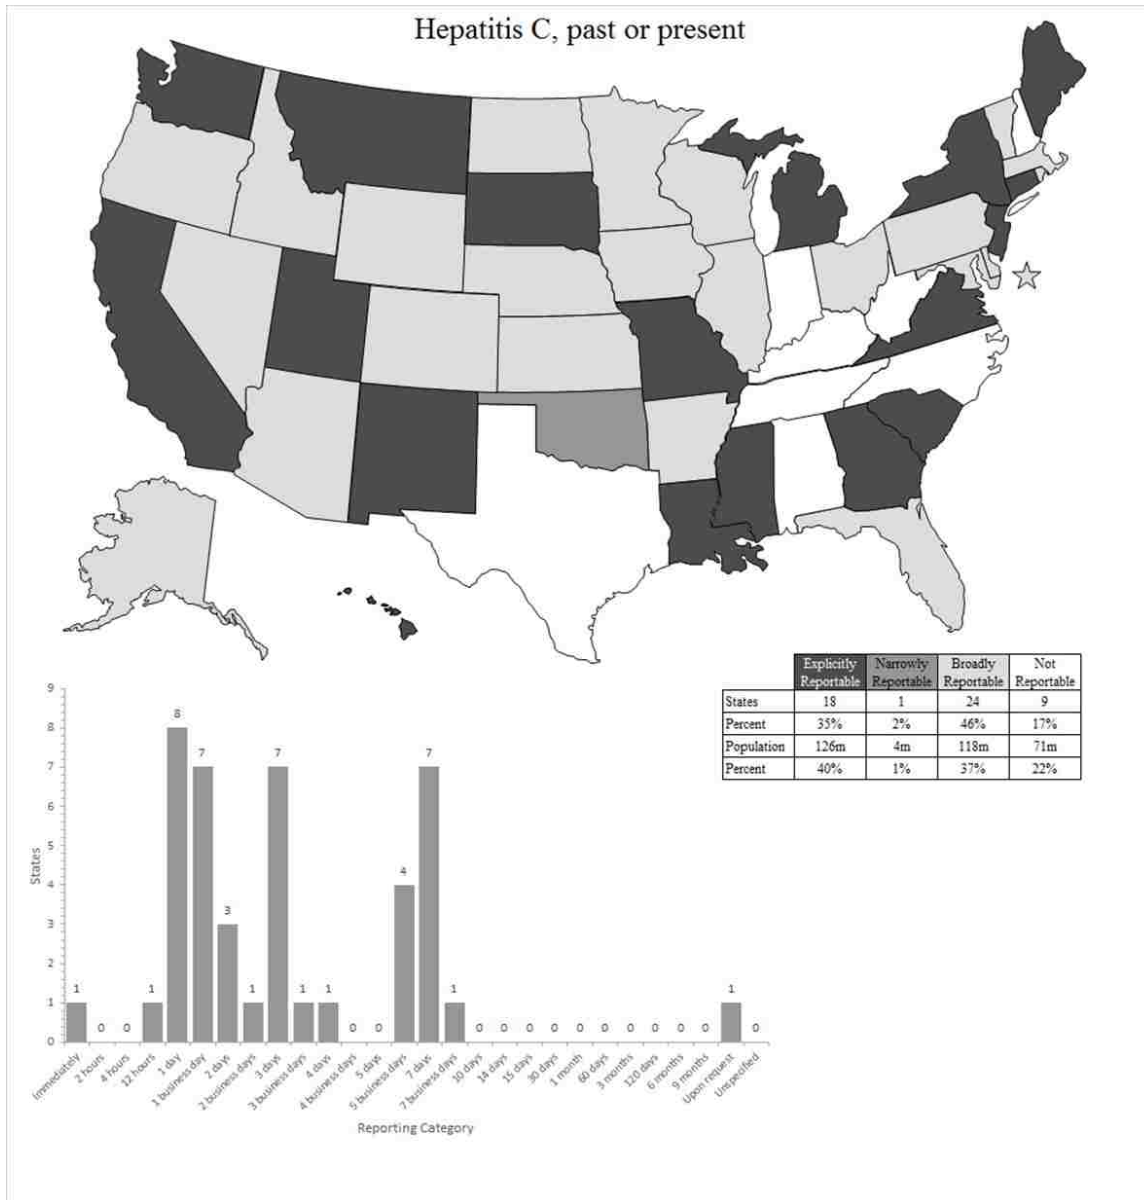 Hepatitis C, past or present
Explicitly Reportable Narrowly Reportable Broadly Reportable Not Reportable
States 18 1 24 9
Percent 35% 2% 46% 17%
Population 126m 4m 118m 71m
Percent 40% 1% 37% 22%
9
8
7
6
5
4
3
2
1
0
States
1 0 0 1 8 7 3 1 7 1 1 0 0 4 7 1 0 0 0 0 0 0 0 0 0 0 1 0
Immediately
2 hours
4 hours
12 hours
1 day
1 business day
2 days
2 business days
3 days
3 business days
4 days
4 business days
5 days
5 business days
7 days
7 business days
10 days
14 days
15 days
30 days
1 month
60 days
3 months
120 days
6 months
9 months
Upon request
Unspecified
Reporting Category